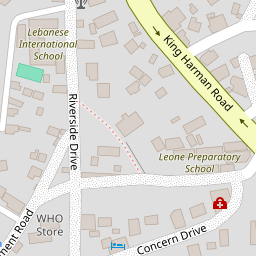 Lebanese
International
School
King Harman Road
Riverside Drive
Leone Preparatory
School
WHO
Store
ment Road
Concern Drive